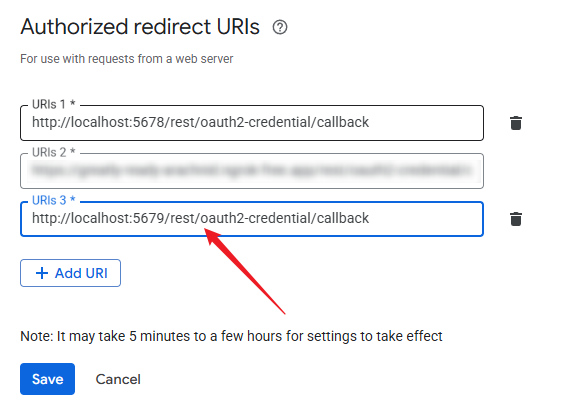 Authorized redirect URIs
For use with requests from a web server
URIs 1 *
http://localhost:5678/rest/oauth2-credential/callback
URIs 2 *
URIs 3 *
http://localhost:5679/rest/oauth2-credential/callback
+ Add URI
Note: It may take 5 minutes to a few hours for settings to take effect
Save Cancel